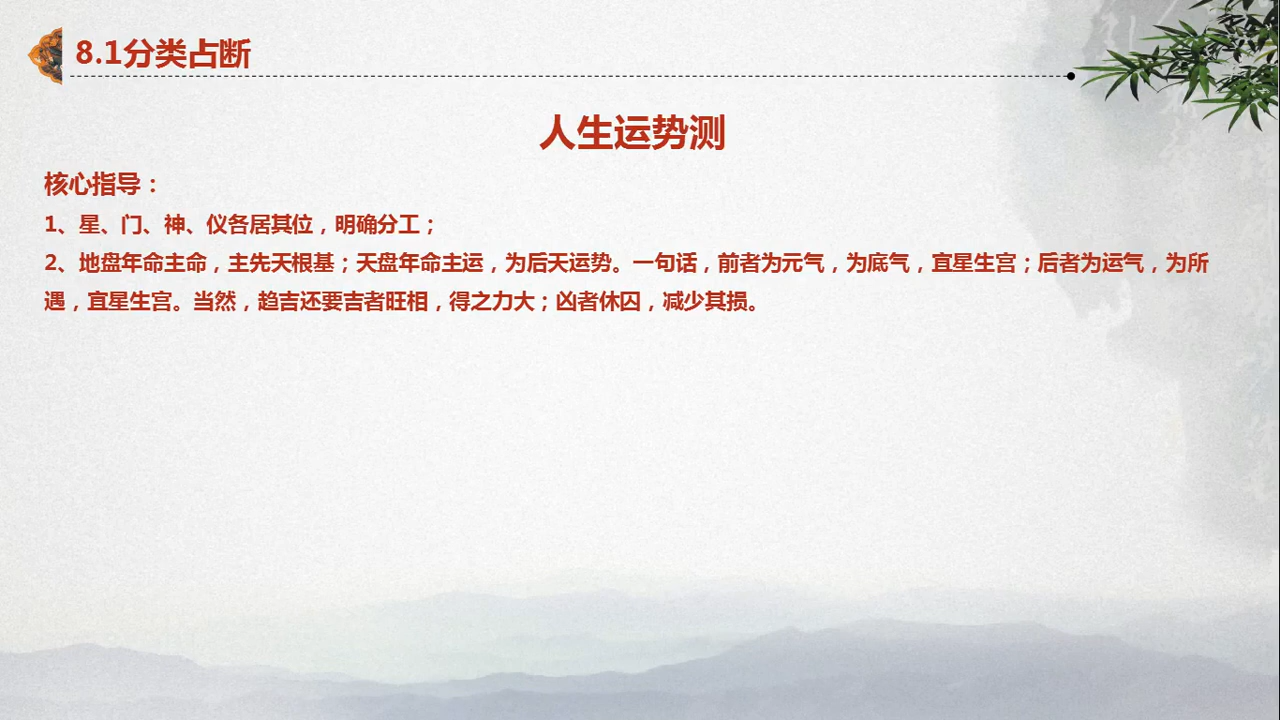 8.1分类占断
人生运势测
核心指导：
1、星、门、神、仪各居其位，明确分工；
2、地盘年命主命，主先天根基；天盘年命主运，为后天运势。一句话，前者为元气，为底气，宜星生宫；后者为运气，为所
遇，宜星生宫。当然，趋吉还要吉者旺相，得之力大；凶者休囚，减少其损。